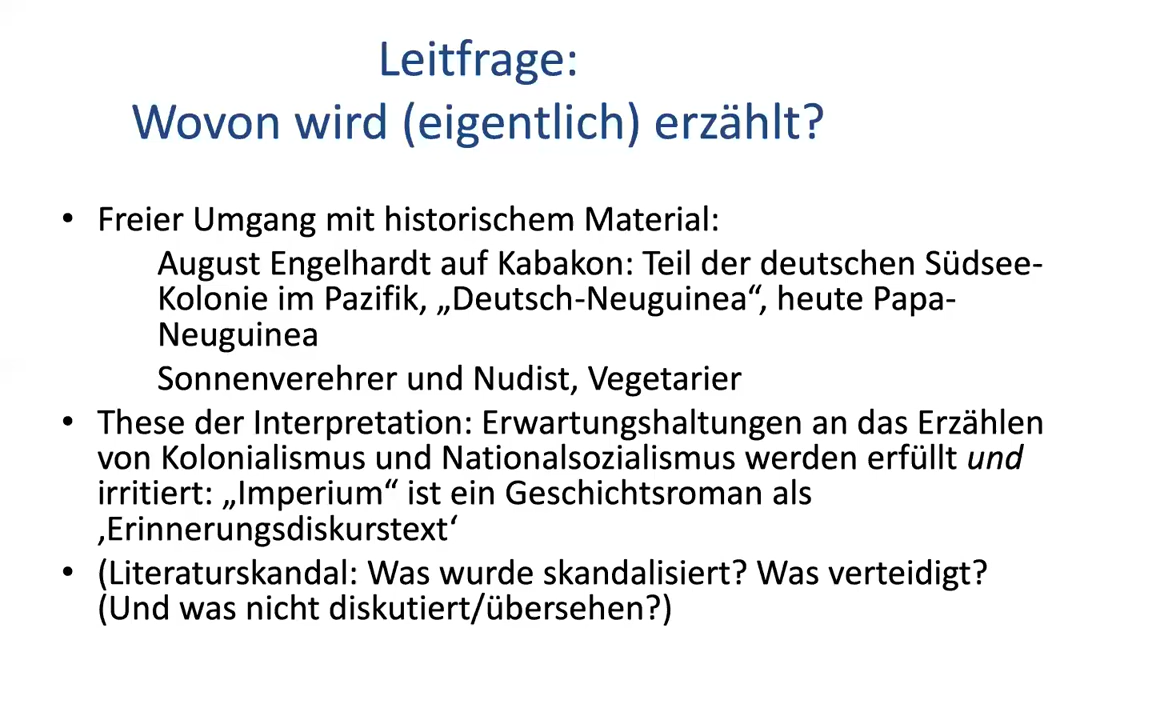 Leitfrage:
Wovon wird (eigentlich) erzählt?
• Freier Umgang mit historischem Material:
August Engelhardt auf Kabakon: Teil der deutschen Südsee-
Kolonie im Pazifik, „Deutsch-Neuguinea“, heute Papa-
Neuguinea
Sonnenverehrer und Nudist, Vegetarier
• These der Interpretation: Erwartungshaltungen an das Erzählen
von Kolonialismus und Nationalsozialismus werden erfüllt und
irritiert: „Imperium“ ist ein Geschichtsroman als
‚Erinnerungsdiskurstext‘
• (Literaturskandal: Was wurde skandalisiert? Was verteidigt?
(Und was nicht diskutiert/übersehen?)